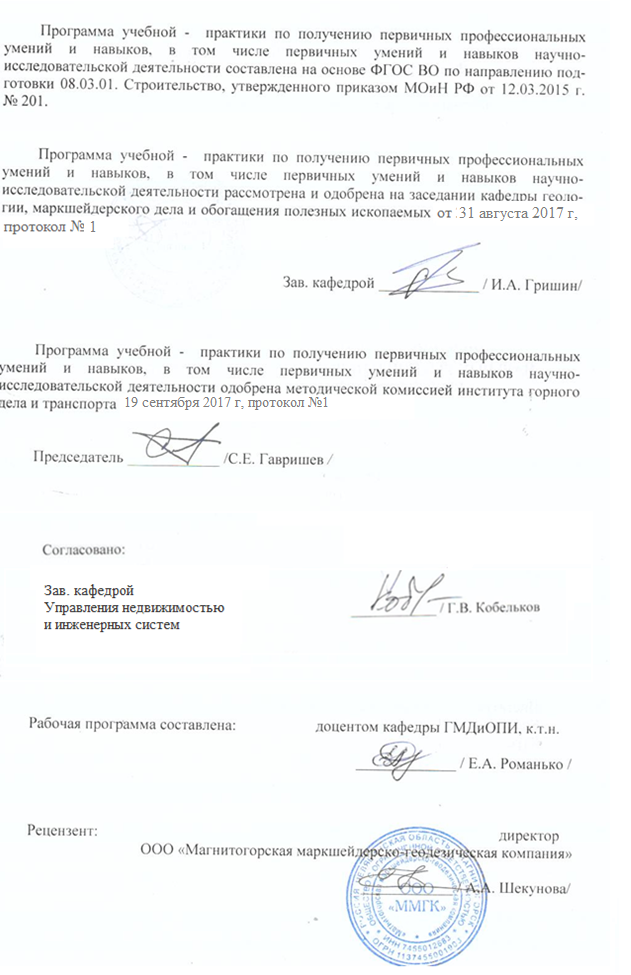 Программа учебной - практики по получению первичных профессиональных
умений и навыков, в том числе первичных умений и навыков научно-
исследовательской деятельности составлена на основе ФГОС ВО по направлению под-
готовки 08.03.01. Строительство, утвержденного приказом МОиН РФ от 12.03.2015 г.
№ 201.
Программа учебной - практики по получению первичных профессиональных
умений и навыков, в том числе первичных умений и навыков научно-
исследовательской деятельности рассмотрена и одобрена на заседании кафедры геоло-
гии, маркшейдерского дела и обогащения полезных ископаемых от 31 августа 2017 г,
протокол № 1
Зав. кафедрой / И.А. Гришин/
Программа учебной - практики по получению первичных профессиональных
умений и навыков, в том числе первичных умений и навыков научно-
исследовательской деятельности одобрена методической комиссией института горного
дела и транспорта 19 сентября 2017 г, протокол №1
Председатель /С.Е. Гавришев /
Согласовано:
Зав. кафедрой
Управления недвижимостью
и инженерных систем
/ Г.В. Кобельков
Рабочая программа составлена: доцентом кафедры ГМДиОПИ, к.т.н.
/ Е.А. Романько /
Рецензент: директор
ООО «Магнитогорская маркшейдерско-геодезическая компания»
/ А.А. Шекунова/
ООО
«ММГК»
ИНН 7455012883
ОГРН 1137455001902